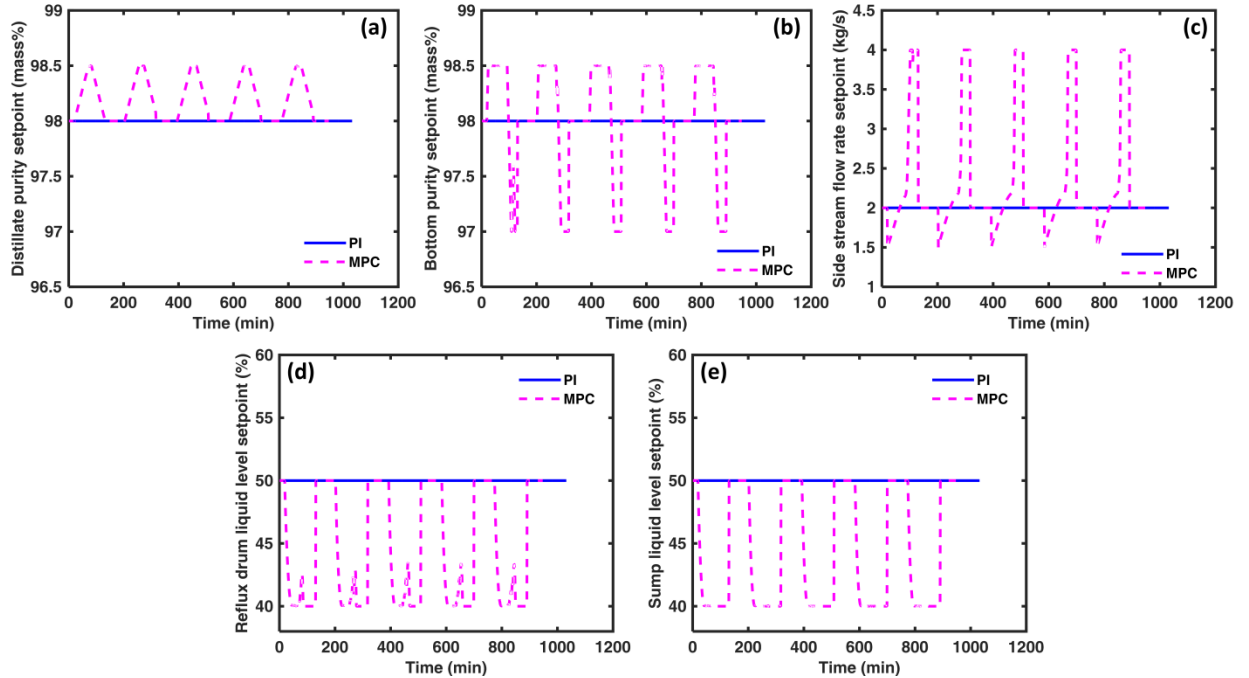 (a)
Distillate purity setpoint (mass%)
99
98.5
98
97.5
97
96.5
0 200 400 600 800 1000 1200
Time (min)
PI
MPC
(b)
Bottom purity setpoint (mass%)
99
98.5
98
97.5
97
96.5
0 200 400 600 800 1000 1200
Time (min)
PI
MPC
(c)
Side stream flow rate setpoint (kg/s)
4.5
4
3.5
3
2.5
2
1.5
1
0 200 400 600 800 1000 1200
Time (min)
PI
MPC
(d)
Reflux drum liquid level setpoint (%)
60
55
50
45
40
0 200 400 600 800 1000 1200
Time (min)
PI
MPC
(e)
Sump liquid level setpoint (%)
60
55
50
45
40
0 200 400 600 800 1000 1200
Time (min)
PI
MPC